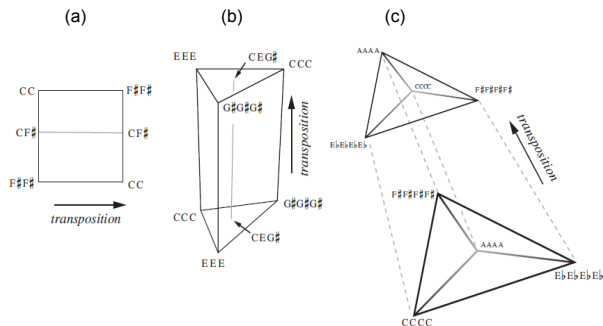 (a)
CC
F♯F♯
CF♯
CF♯
F♯F♯
CC
transposition
(b)
EEE
CEG♯
CCC
G♯G♯G♯
transposition
CCC
G♯G♯G♯
CEG♯
EEE
(c)
AAAA
CCCC
F♯F♯F♯F♯
E♭E♭E♭E♭
transposition
F♯F♯F♯F♯
AAAA
E♭E♭E♭E♭
CCCC